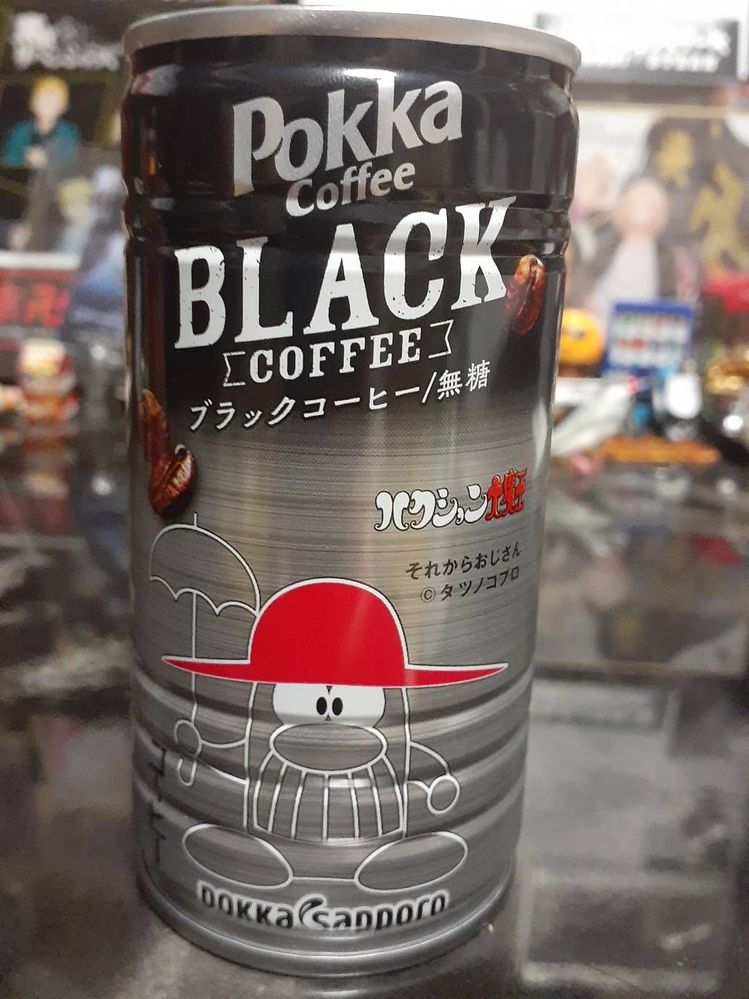 Pokka
Coffee
BLACK
COFFEE
ブラックコーヒー/無糖
ハクション大魔王
それからおじさん
©タツノコプロ
pokka sapporo